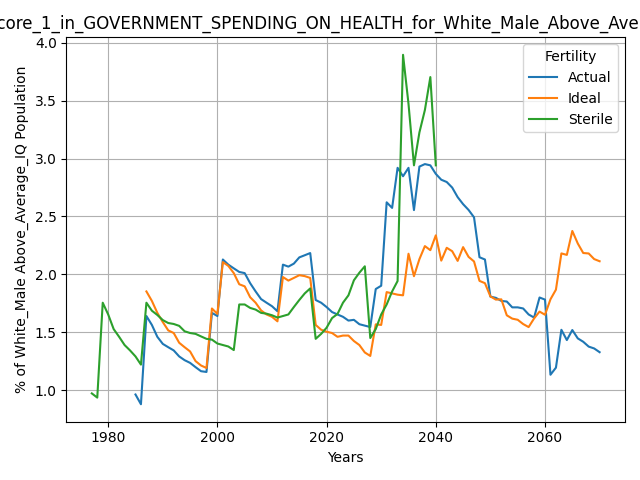 core_1_in_GOVERNMENT_SPENDING_ON_HEALTH_for_White_Male_Above_Ave
% of White_Male Above_Average_IQ Population
4.0
3.5
3.0
2.5
2.0
1.5
1.0
Fertility
Actual
Ideal
Sterile
1980
2000
2020
2040
2060
Years